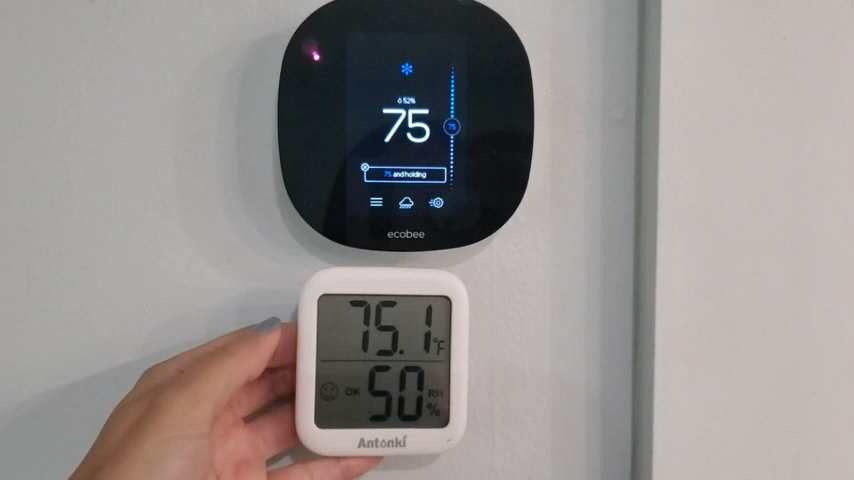 52%
75
75
75 and holding
ecobee
75.1°F
OK 50 RH%
Antonki